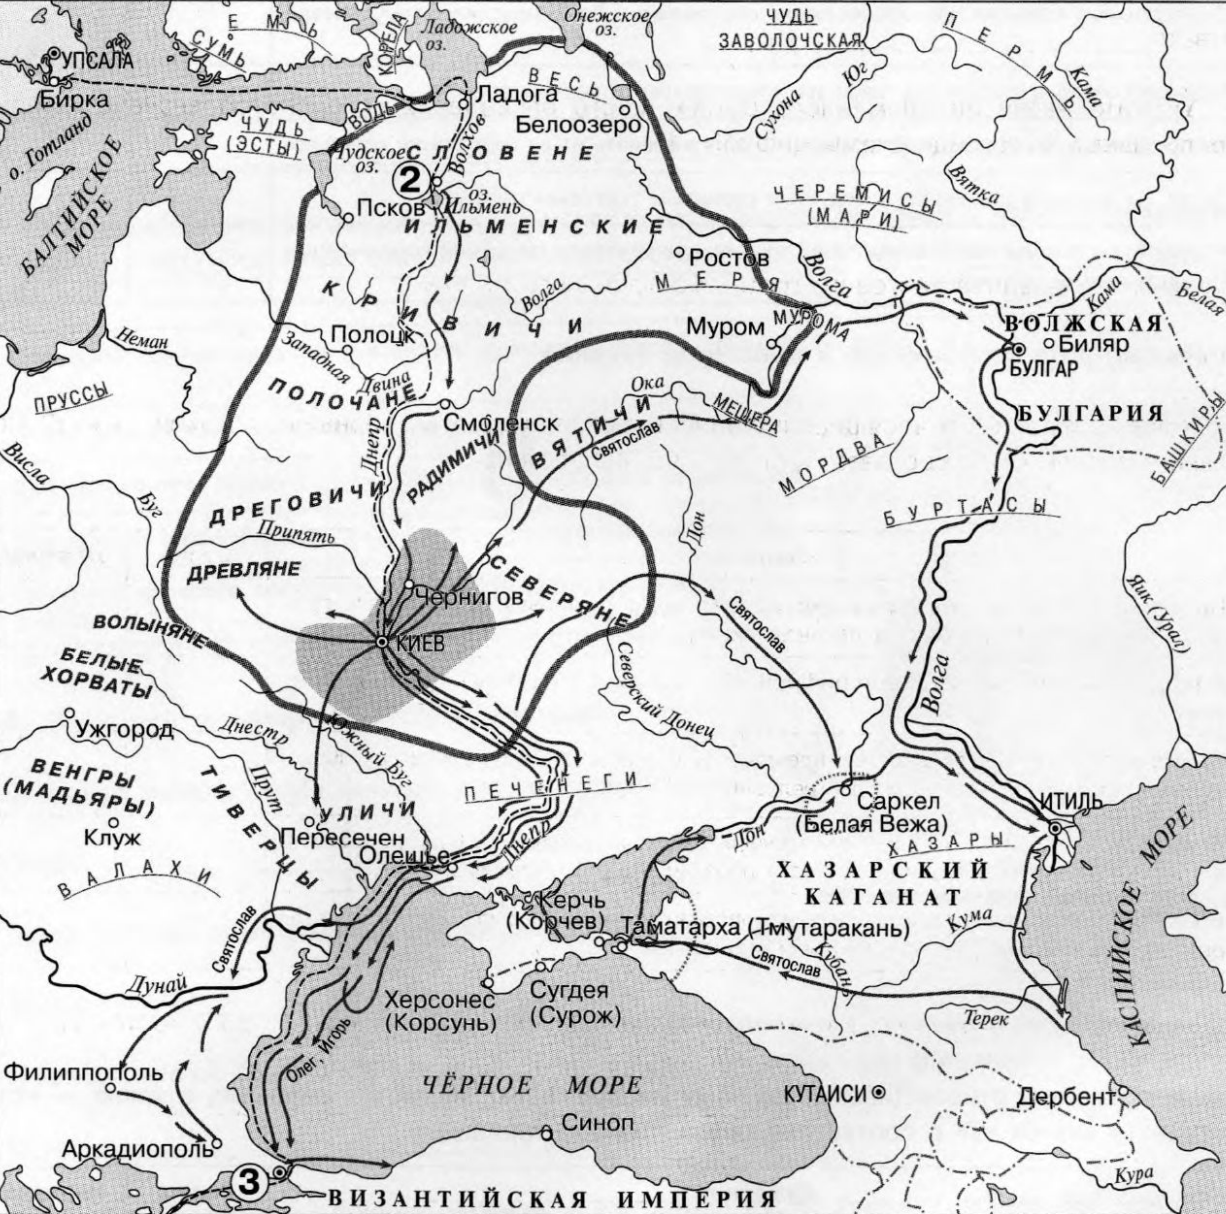 ЕМЬ
СУМЬ
КОРЕЛА
Ладожское
оз.
Онежское
оз.
ЧУДЬ
ЗАВОЛОЧСКАЯ
ПЕРМЬ
Кама
Юг
Сухона
УПСАЛА
Бирка
ВОДЬ
Ладога
ВЕСЬ
Белоозеро
о. Готланд
БАЛТИЙСКОЕ
МОРЕ
ЧУДЬ
(ЭСТЫ)
Чудское
оз.
Волхов
СЛОВЕНЕ
2
оз.
Ильмень
Псков
ИЛЬМЕНСКИЕ
Вятка
ЧЕРЕМИСЫ
(МАРИ)
Ростов
МЕРЯ
Волга
Волга
Кама
Белая
КРИВИЧИ
Муром
МУРОМА
ВОЛЖСКАЯ
Биляр
БУЛГАР
Неман
Полоцк
Западная
Двина
ПРУССЫ
ПОЛОЧАНЕ
Смоленск
Ока
МЕЩЕРА
БУЛГАРИЯ
БАШКИРЫ
Днепр
РАДИМИЧИ
ВЯТИЧИ
Святослав
МОРДВА
Висла
Буг
ДРЕГОВИЧИ
Припять
Дон
БУРТАСЫ
ДРЕВЛЯНЕ
Чернигов
СЕВЕРЯНЕ
Святослав
Яик (Урал)
ВОЛЫНЯНЕ
КИЕВ
БЕЛЫЕ
ХОРВАТЫ
Северский Донец
Волга
Ужгород
Днестр
Южный Буг
ВЕНГРЫ
(МАДЬЯРЫ)
Прут
ТИВЕРЦЫ
ПЕЧЕНЕГИ
Клуж
УЛИЧИ
Пересечен
Днепр
Дон
Саркел
(Белая Вежа)
ИТИЛЬ
ХАЗАРЫ
Олешье
ВАЛАХИ
ХАЗАРСКИЙ
КАГАНАТ
КАСПИЙСКОЕ МОРЕ
Святослав
Керчь
(Корчев)
Таматарха (Тмутаракань)
Кума
Дунай
Святослав
Кубань
Херсонес
(Корсунь)
Сугдея
(Сурож)
Терек
Олег, Игорь
Филиппополь
ЧЁРНОЕ МОРЕ
КУТАИСИ
Дербент
Синоп
Аркадиополь
Кура
3
ВИЗАНТИЙСКАЯ ИМПЕРИЯ